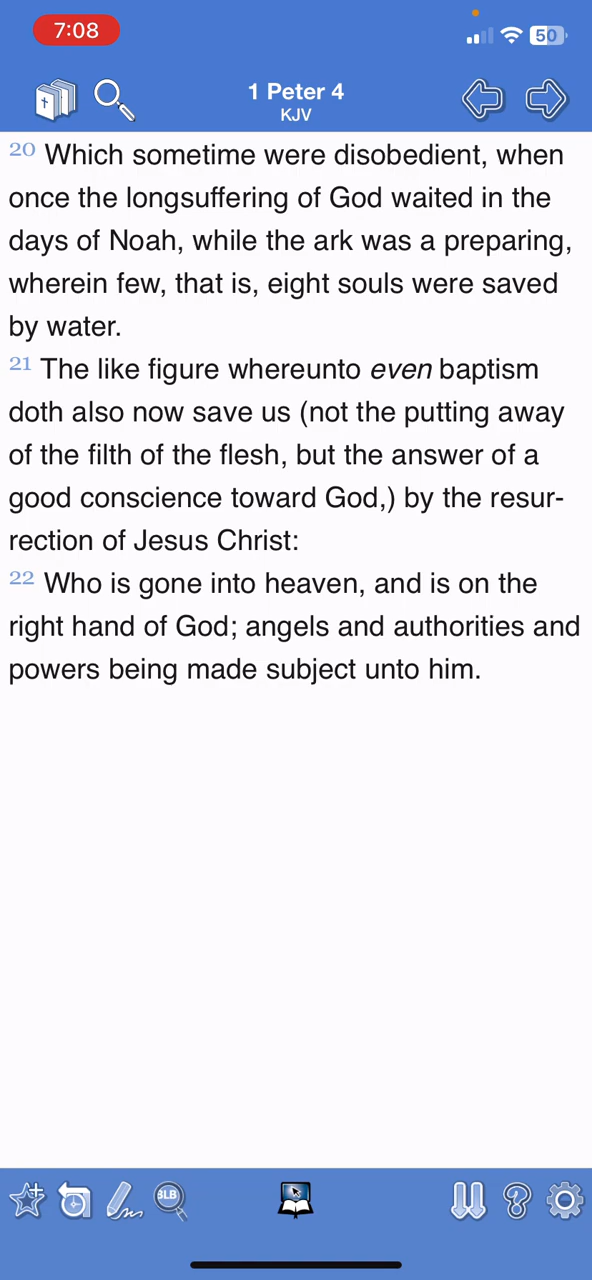 7:08
50
1 Peter 4
KJV
20 Which sometime were disobedient, when
once the longsuffering of God waited in the
days of Noah, while the ark was a preparing,
wherein few, that is, eight souls were saved
by water.
21 The like figure whereunto even baptism
doth also now save us (not the putting away
of the filth of the flesh, but the answer of a
good conscience toward God,) by the resur-
rection of Jesus Christ:
22 Who is gone into heaven, and is on the
right hand of God; angels and authorities and
powers being made subject unto him.
BLB